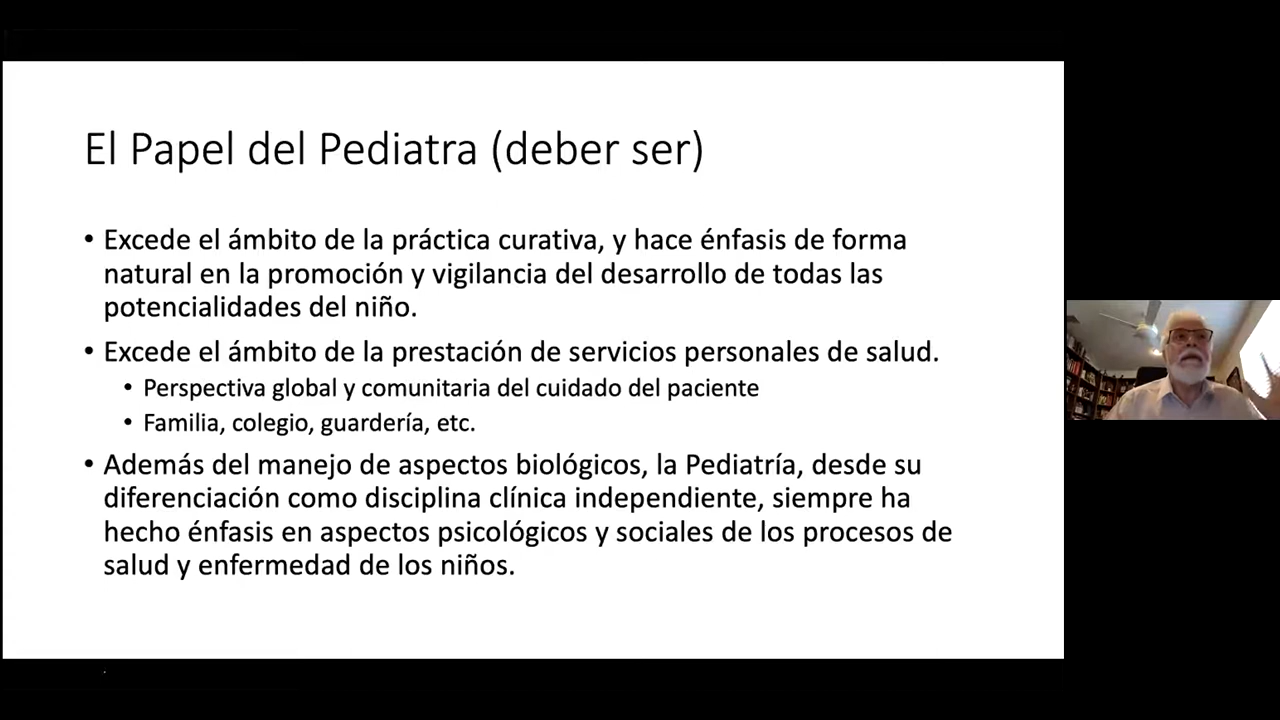 El Papel del Pediatra (deber ser)
• Excede el ámbito de la práctica curativa, y hace énfasis de forma
natural en la promoción y vigilancia del desarrollo de todas las
potencialidades del niño.
• Excede el ámbito de la prestación de servicios personales de salud.
• Perspectiva global y comunitaria del cuidado del paciente
• Familia, colegio, guardería, etc.
• Además del manejo de aspectos biológicos, la Pediatría, desde su
diferenciación como disciplina clínica independiente, siempre ha
hecho énfasis en aspectos psicológicos y sociales de los procesos de
salud y enfermedad de los niños.